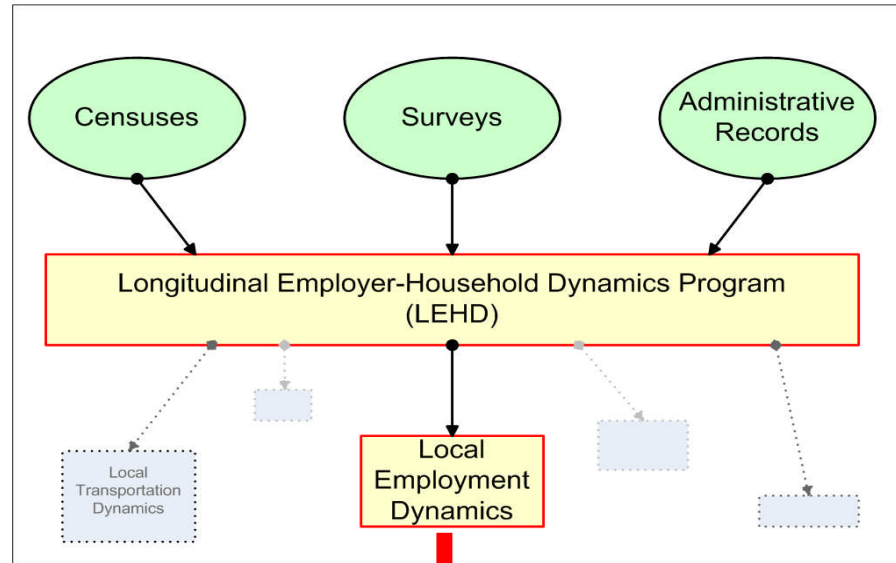 Censuses
Surveys
Administrative
Records
Longitudinal Employer-Household Dynamics Program
(LEHD)
Local
Transportation
Dynamics
Local
Employment
Dynamics